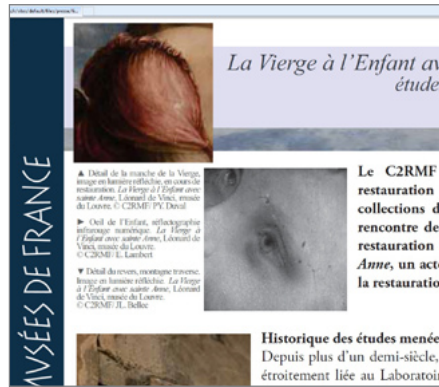 La Vierge à l'Enfant av
étude
▲ Détail de la manche de la Vierge,
image en lumière réfléchie, en cours de
restauration. La Vierge à l'Enfant avec
sainte Anne, Léonard de Vinci, musée
du Louvre. © C2RMF/ PY. Duval
► Oeil de l'Enfant, réflectographie
infrarouge numérique. La Vierge à
l'Enfant avec sainte Anne, Léonard de
Vinci, musée du Louvre.
© C2RMF/ E. Lambert
▼ Détail du revers, montagne traverse.
Image en lumière réfléchie. La Vierge
à l'Enfant avec sainte Anne, Léonard
de Vinci, musée du Louvre.
© C2RMF/ JL. Bellec
MUSÉES DE FRANCE
Le C2RMF
restauration
collections d
rencontre de
restauration
Anne, un acte
la restauratio
Historique des études menée
Depuis plus d'un demi-siècle,
étroitement liée au Laboratoi